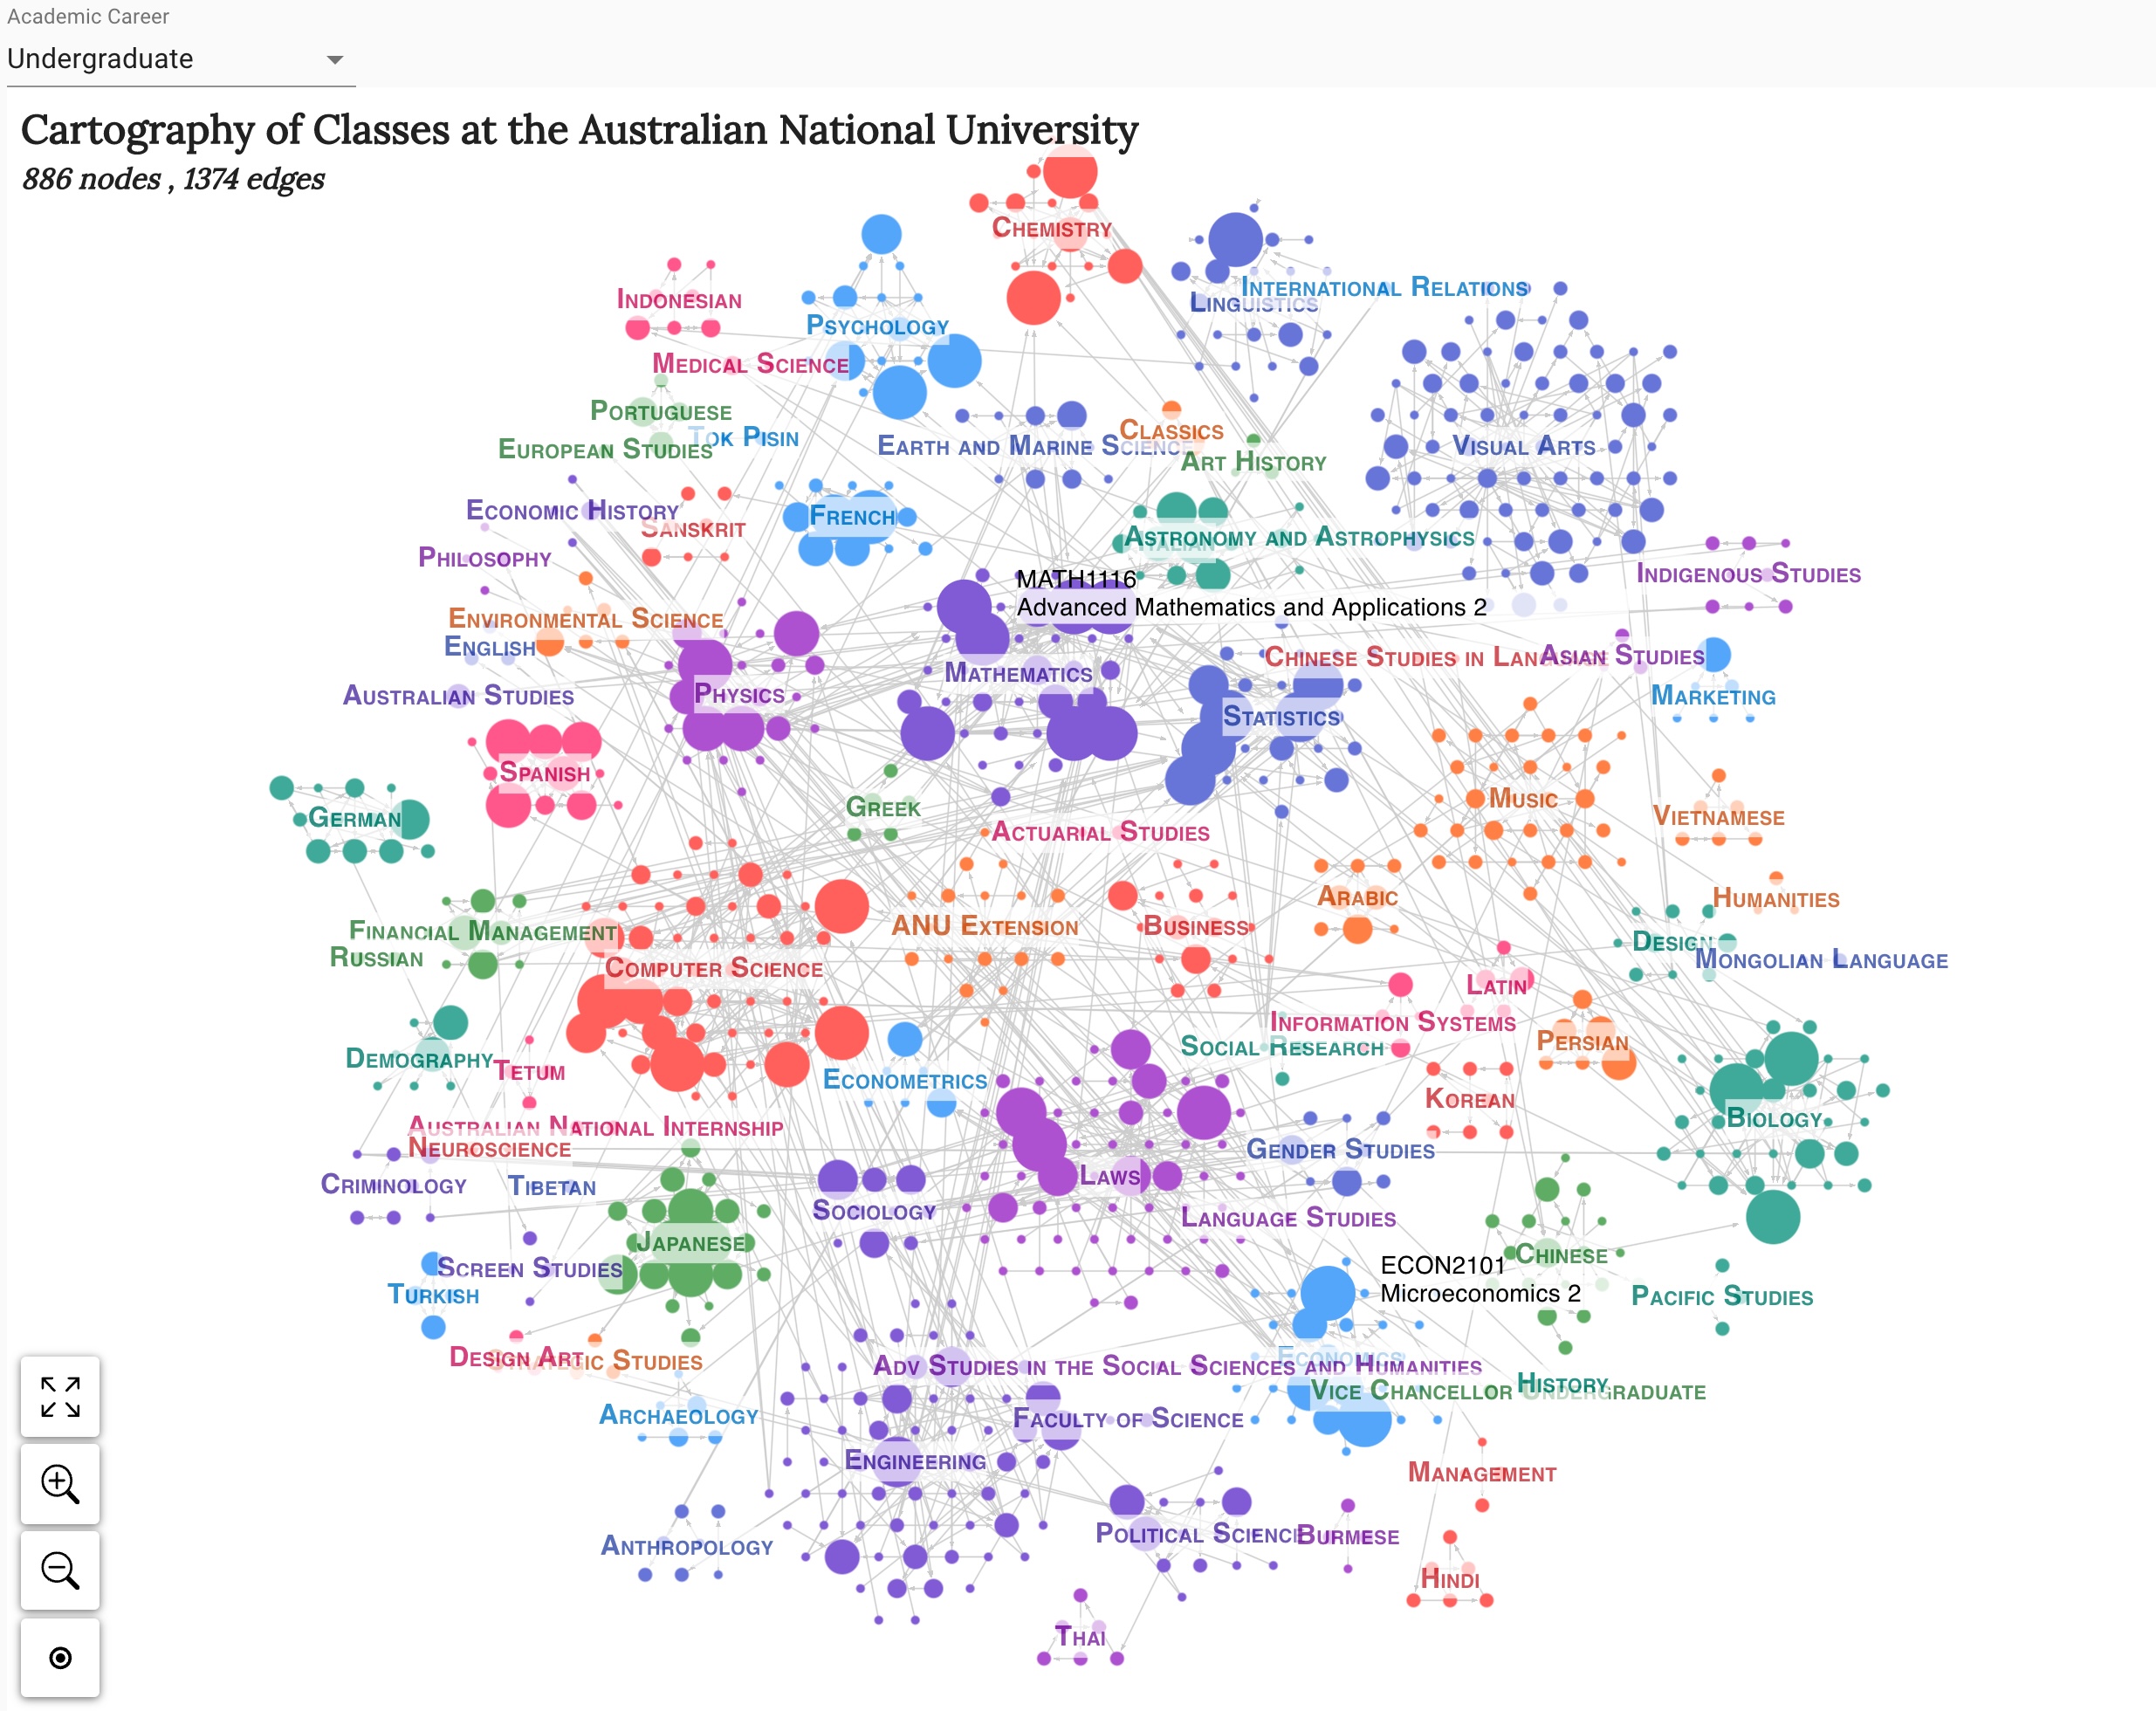 Academic Career
Undergraduate
Cartography of Classes at the Australian National University
886 nodes , 1374 edges
Chemistry
International Relations
Indonesian
Linguistics
Psychology
Medical Science
Portuguese
Tok Pisin
Classics
Earth and Marine Science
Visual Arts
European Studies
Art History
Economic History
French
Sanskrit
Astronomy and Astrophysics
Italian
Philosophy
Indigenous Studies
MATH1116
Advanced Mathematics and Applications 2
Environmental Science
English
Chinese Studies in Lan
Asian Studies
Mathematics
Australian Studies
Physics
Marketing
Statistics
Spanish
Music
Greek
German
Vietnamese
Actuarial Studies
Arabic
Humanities
Financial Management
ANU Extension
Business
Design
Russian
Mongolian Language
Computer Science
Latin
Information Systems
Social Research
Persian
Demography
Tetum
Econometrics
Korean
Biology
Australian National Internship
Neuroscience
Gender Studies
Laws
Criminology
Tibetan
Sociology
Language Studies
Japanese
Chinese
Screen Studies
ECON2101
Microeconomics 2
Turkish
Pacific Studies
Design Art
gic Studies
Economics
Adv Studies in the Social Sciences and Humanities
History
Vice Chancellor Undergraduate
Archaeology
Faculty of Science
Engineering
Management
Political Science
Burmese
Anthropology
Hindi
Thai